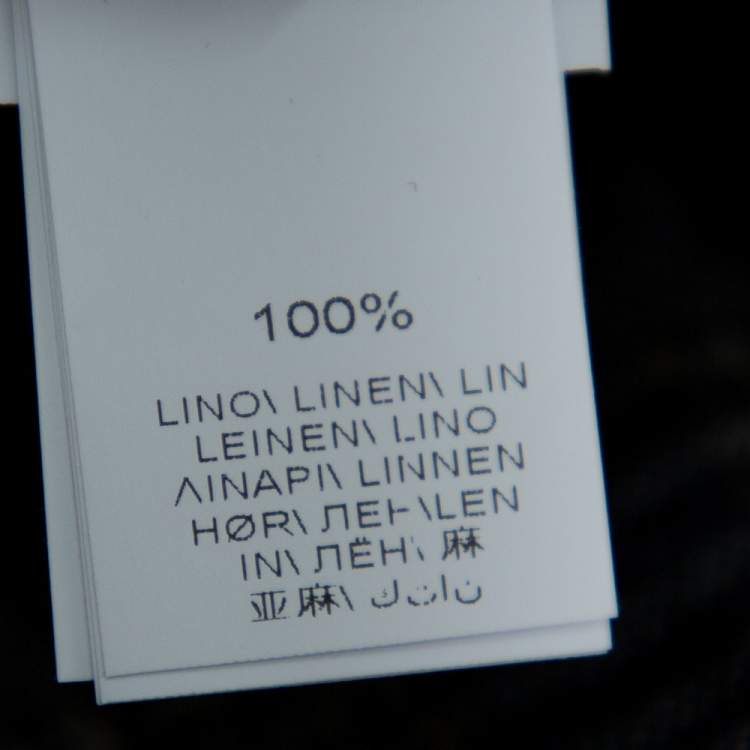 100%
LINO\ LINEN\ LIN
LEINEN\ LINO
ΛΙΝΑΡΙ\ LINNEN
HØR\ ЛЕН\LEN
IN\ ЛЁН\ 麻
亚麻\